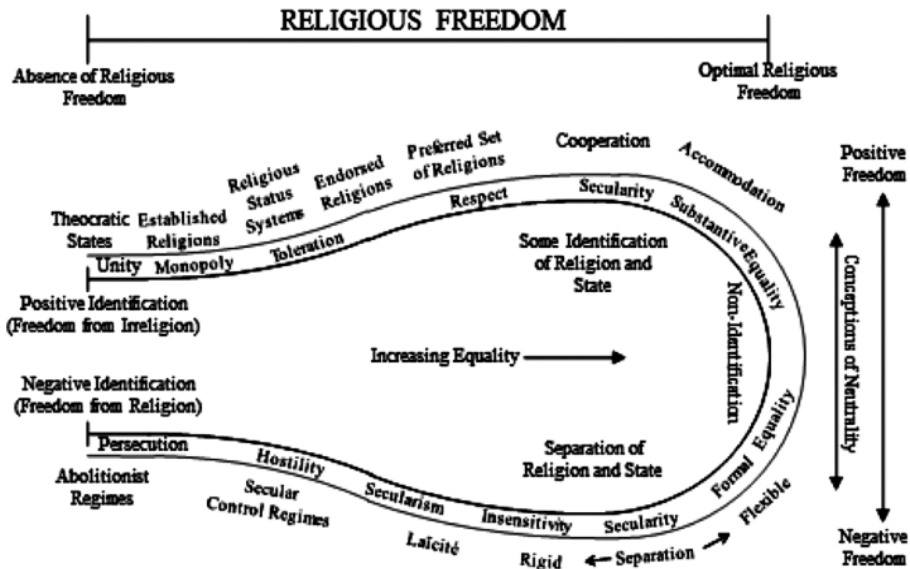 RELIGIOUS FREEDOM
Absence of Religious
Freedom
Optimal Religious
Freedom
Theocratic
States
Established
Religions
Religious
Status
Systems
Endorsed
Religions
Preferred Set
of Religions
Cooperation
Accommodation
Positive
Freedom
Unity
Monopoly
Toleration
Respect
Secularity
Substantive Equality
Some Identification
of Religion and
State
Positive Identification
(Freedom from Irreligion)
Non-Identification
Conceptions of Neutrality
Increasing Equality
Negative Identification
(Freedom from Religion)
Separation of
Religion and State
Persecution
Hostility
Secularism
Insensitivity
Secularity
Formal Equality
Abolitionist
Regimes
Secular
Control Regimes
Laïcité
Rigid
Separation
Flexible
Negative
Freedom